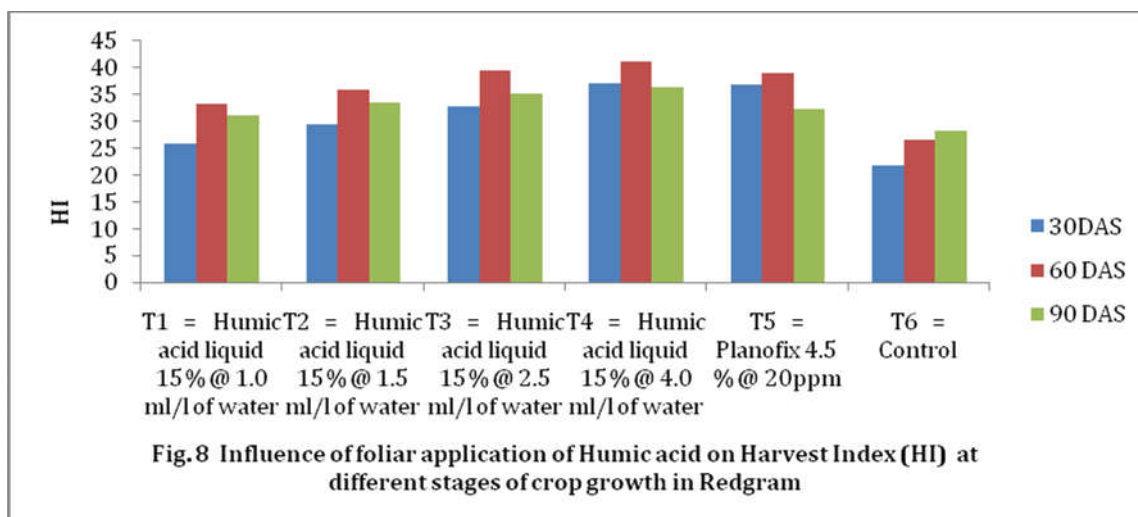 45
40
35
30
25
20
15
10
5
0
HI
30DAS
60 DAS
90 DAS
T1 = Humic
acid liquid
15% @ 1.0
ml/l of water
T2 = Humic
acid liquid
15% @ 1.5
ml/l of water
T3 = Humic
acid liquid
15% @ 2.5
ml/l of water
T4 = Humic
acid liquid
15% @ 4.0
ml/l of water
T5 =
Planofix 4.5
% @ 20ppm
T6 =
Control
Fig. 8 Influence of foliar application of Humic acid on Harvest Index (HI) at
different stages of crop growth in Redgram